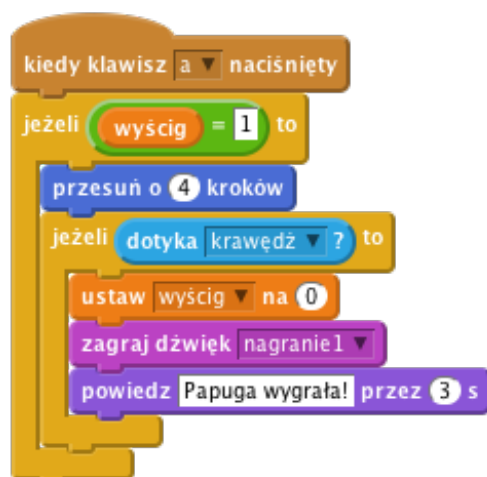 kiedy klawisz a naciśnięty
jeżeli wyścig = 1 to
przesuń o 4 kroków
jeżeli dotyka krawędź ? to
ustaw wyścig na 0
zagraj dźwięk nagranie1
powiedz Papuga wygrała! przez 3 s